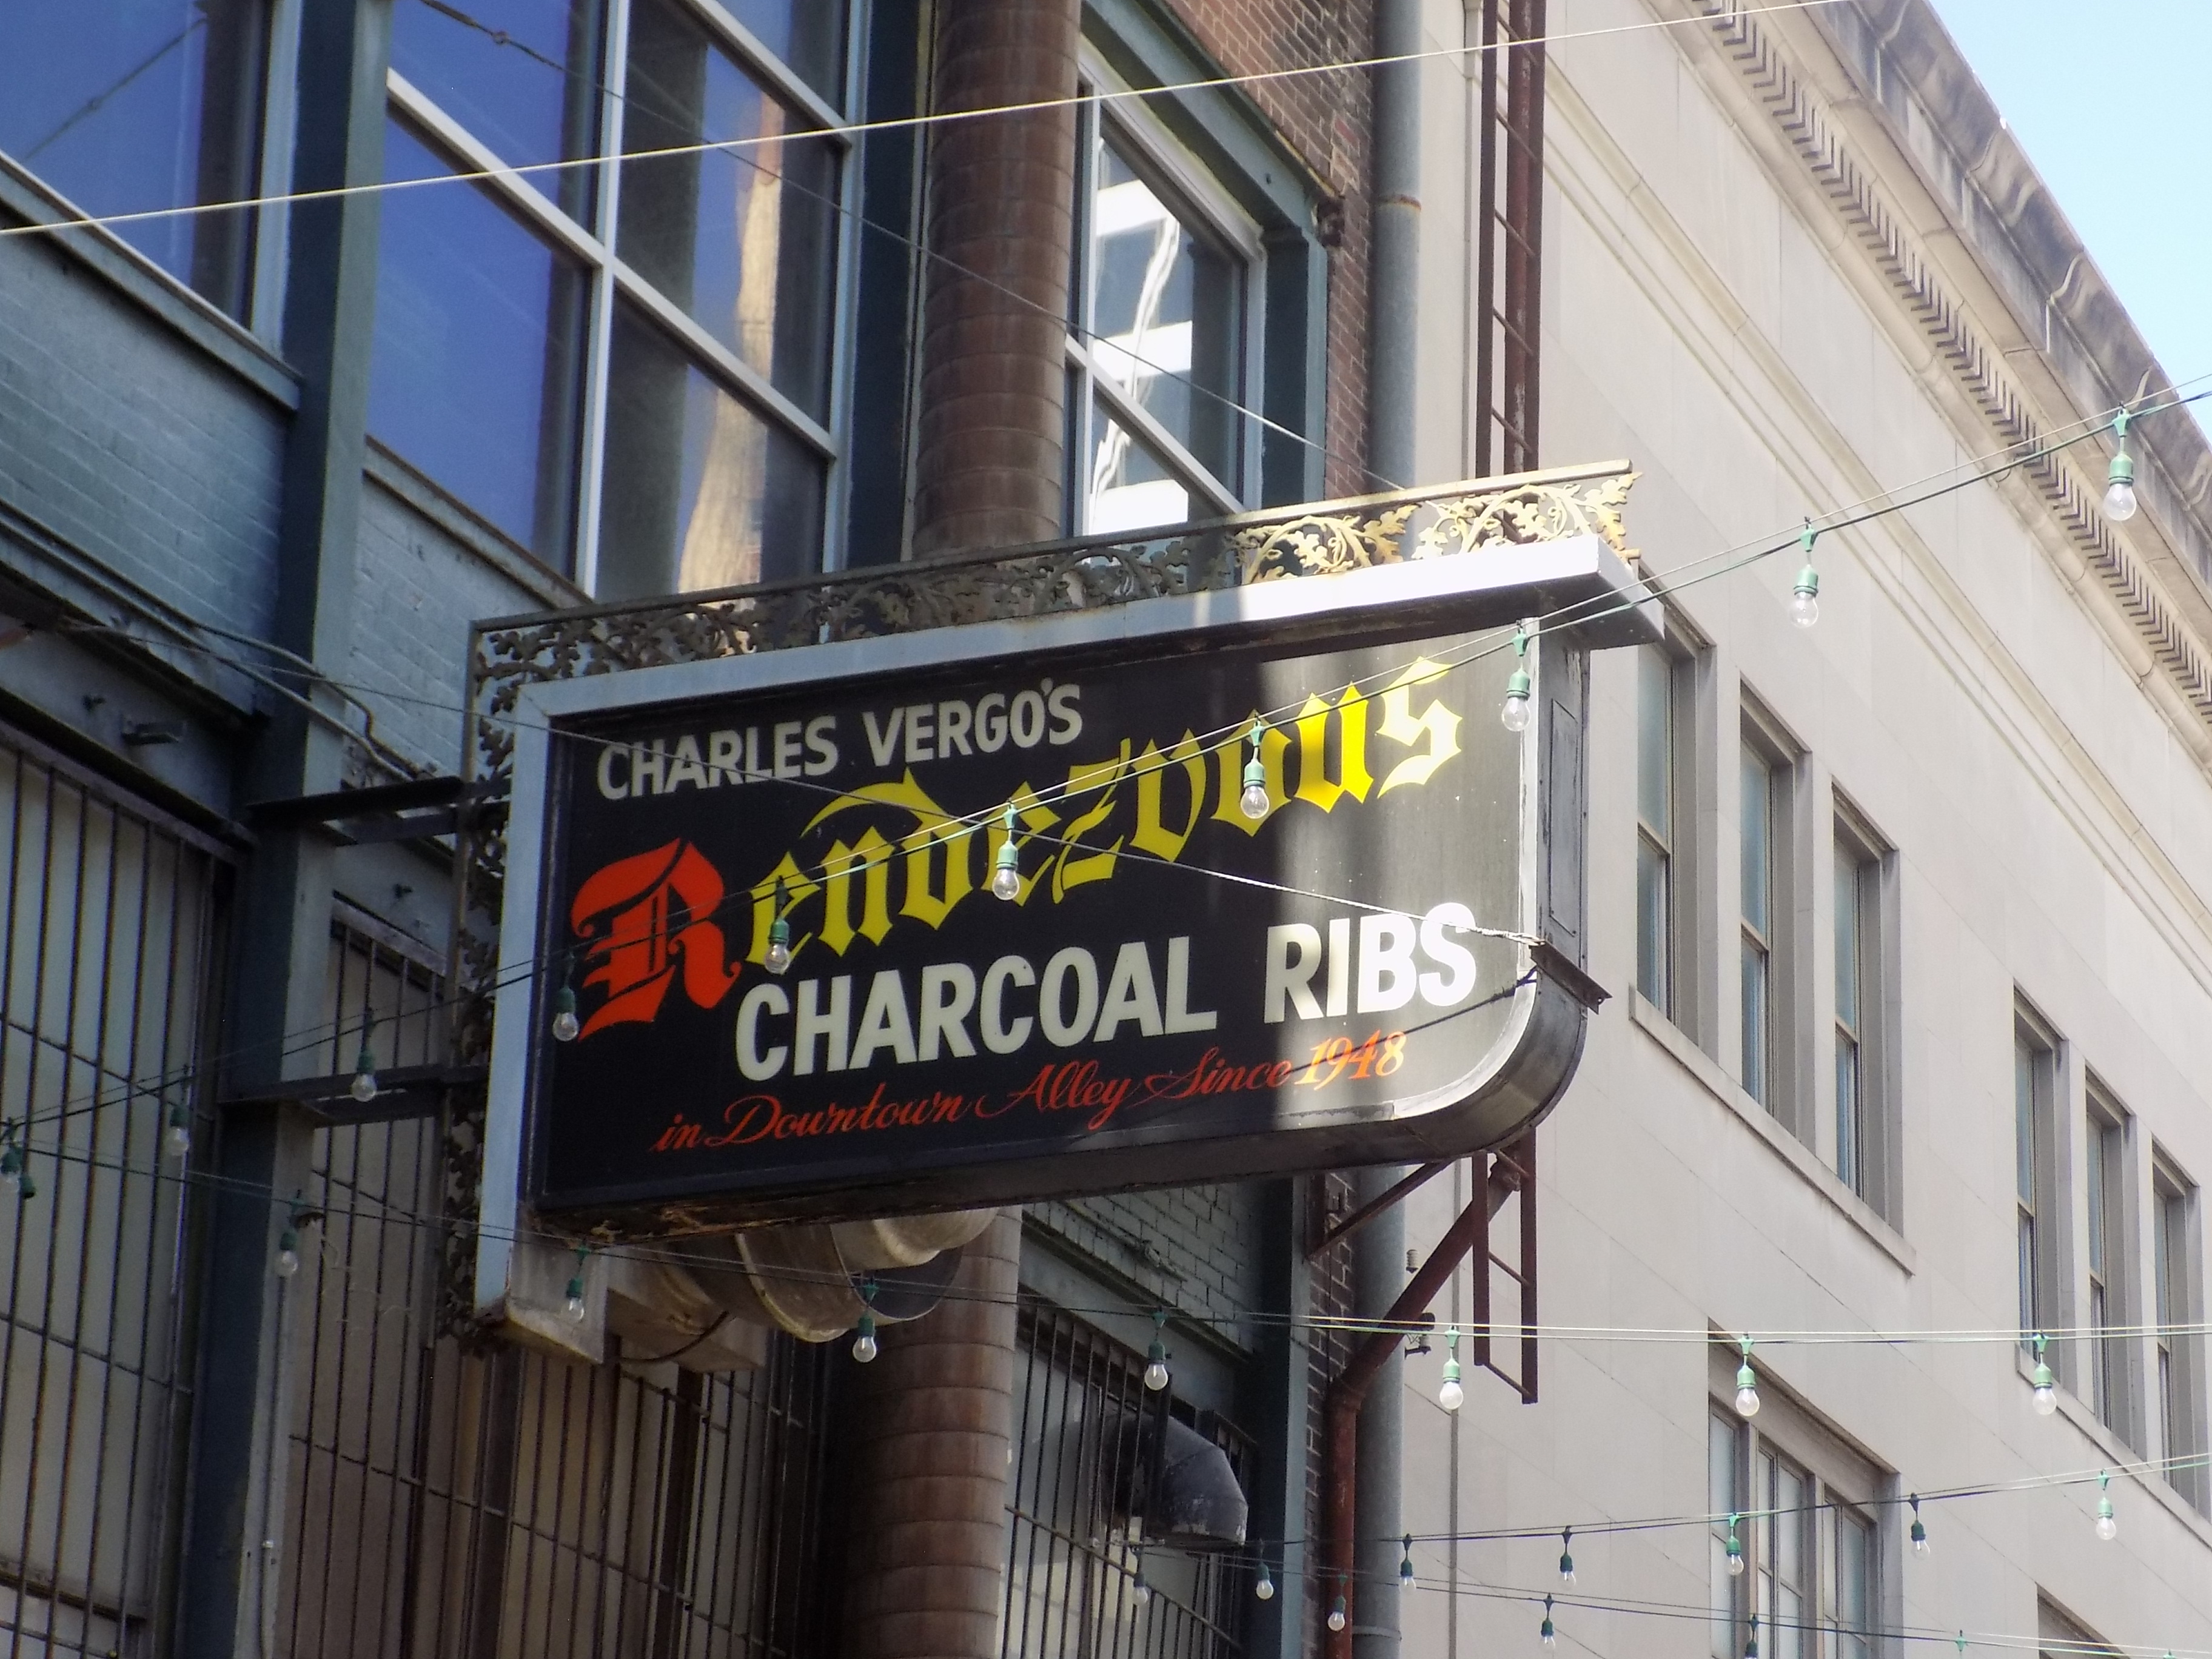 CHARLES VERGO'S
Rendezvous
CHARCOAL RIBS
in Downtown Alley Since 1948